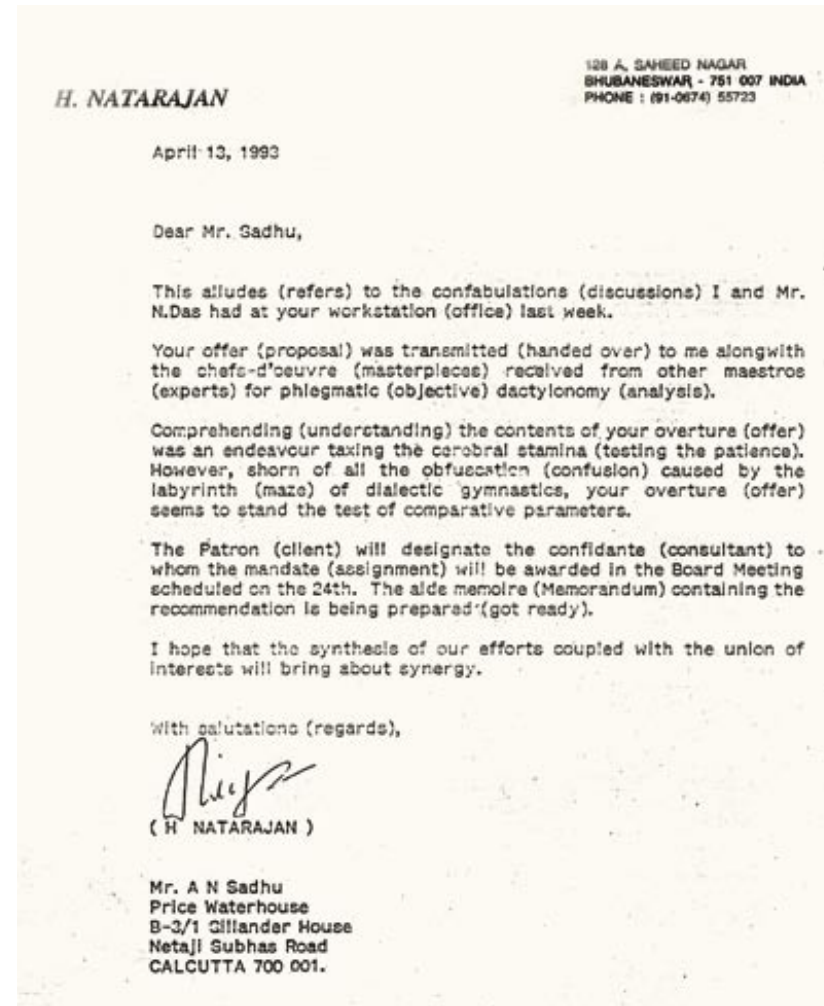 128 A, SAHEED NAGAR
BHUBANESWAR - 751 007 INDIA
PHONE : (91-0674) 55723
H. NATARAJAN
April 13, 1993
Dear Mr. Sadhu,
This alludes (refers) to the confabulations (discussions) I and Mr.
N.Das had at your workstation (office) last week.
Your offer (proposal) was transmitted (handed over) to me alongwith
the chefs-d'oeuvre (masterpieces) received from other maestros
(experts) for phlegmatic (objective) dactylonomy (analysis).
Comprehending (understanding) the contents of your overture (offer)
was an endeavour taxing the cerebral stamina (testing the patience).
However, shorn of all the obfuscation (confusion) caused by the
labyrinth (maze) of dialectic gymnastics, your overture (offer)
seems to stand the test of comparative parameters.
The Patron (client) will designate the confidante (consultant) to
whom the mandate (assignment) will be awarded in the Board Meeting
scheduled on the 24th. The aide memoire (Memorandum) containing the
recommendation is being prepared (got ready).
I hope that the synthesis of our efforts coupled with the union of
interests will bring about synergy.
With salutations (regards),
( H NATARAJAN )
Mr. A N Sadhu
Price Waterhouse
B-3/1 Gillander House
Netaji Subhas Road
CALCUTTA 700 001.